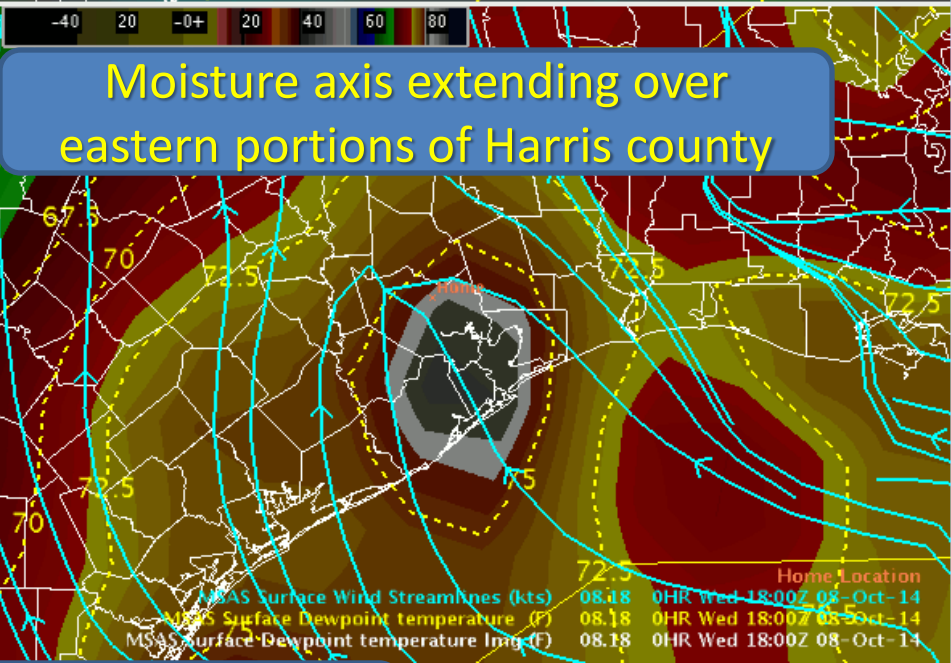 -40 20 -0+ 20 40 60 80
Moisture axis extending over
eastern portions of Harris county
67.5
70
72.5
72.5
72.5
Home
72.5
75
70
72.5
Home Location
MSAS Surface Wind Streamlines (kts) 08.18 0HR Wed 18:00Z 08-Oct-14
MSAS Surface Dewpoint temperature (F) 08.18 0HR Wed 18:00Z 08-Oct-14
MSAS Surface Dewpoint temperature Img (F) 08.18 0HR Wed 18:00Z 08-Oct-14